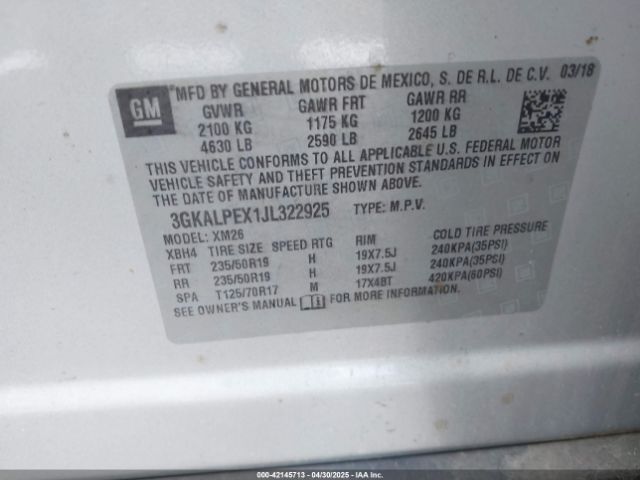 GM
*MFD BY GENERAL MOTORS DE MEXICO, S. DE R.L. DE C.V. 03/18
GVWR GAWR FRT GAWR RR
2100 KG 1175 KG 1200 KG
4630 LB 2590 LB 2645 LB
THIS VEHICLE CONFORMS TO ALL APPLICABLE U.S. FEDERAL MOTOR
VEHICLE SAFETY AND THEFT PREVENTION STANDARDS IN EFFECT ON
THE DATE OF MANUFACTURE SHOWN ABOVE.
3GKALPEX1JL322925 TYPE: M.P.V.
MODEL: XM26
XBH4 TIRE SIZE SPEED RTG RIM COLD TIRE PRESSURE
FRT 235/50R19 H 19X7.5J 240KPA(35PSI)
RR 235/50R19 H 19X7.5J 240KPA(35PSI)
SPA T125/70R17 M 17X4BT 420KPA(60PSI)
SEE OWNER'S MANUAL FOR MORE INFORMATION.
000-42145713 - 04/30/2025 - IAA Inc.